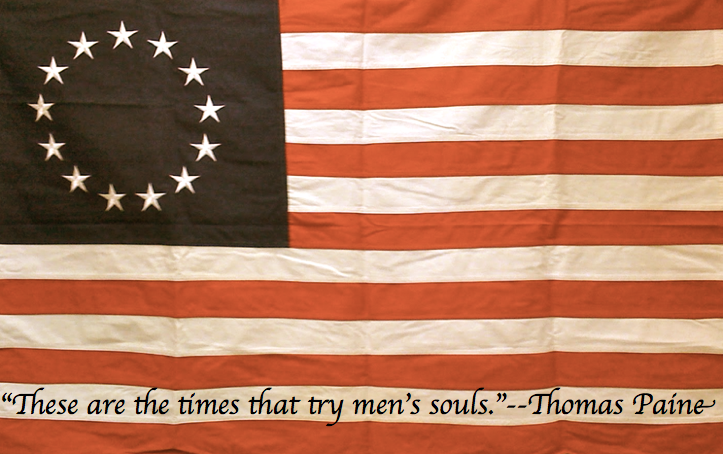 “These are the times that try men's souls.”--Thomas Paine